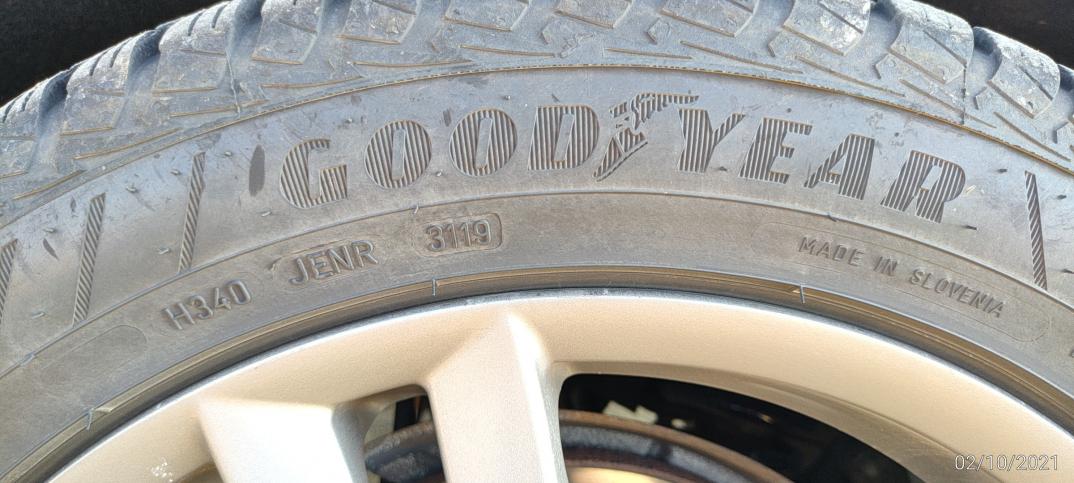 GOODYEAR
H340 JENR 3119
MADE IN SLOVENIA
02/10/2021